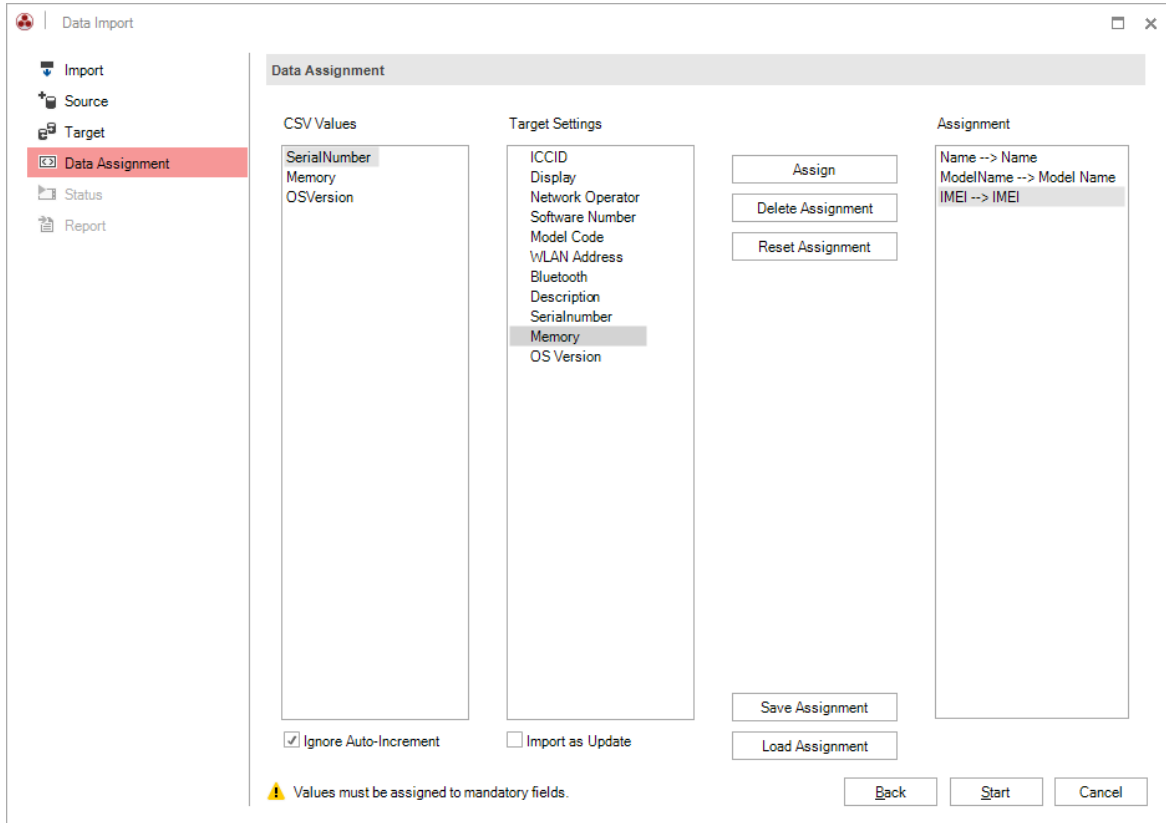 Data Import
Import
Source
Target
Data Assignment
Status
Report
Data Assignment
CSV Values
SerialNumber
Memory
OSVersion
Ignore Auto-Increment
Target Settings
ICCID
Display
Network Operator
Software Number
Model Code
WLAN Address
Bluetooth
Description
Serialnumber
Memory
OS Version
Import as Update
Assign
Delete Assignment
Reset Assignment
Save Assignment
Load Assignment
Assignment
Name --> Name
ModelName --> Model Name
IMEI --> IMEI
Values must be assigned to mandatory fields.
Back
Start
Cancel